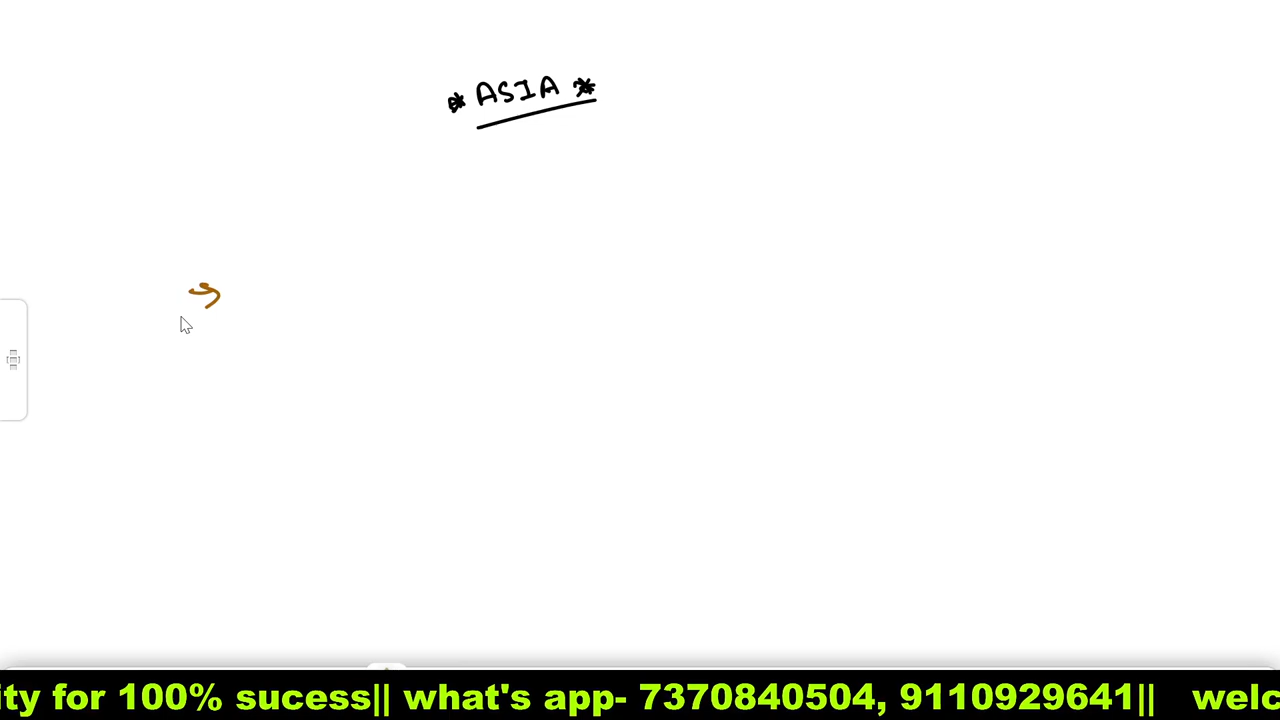 * ASIA *
ity for 100% sucess|| what's app- 7370840504, 9110929641|| welc